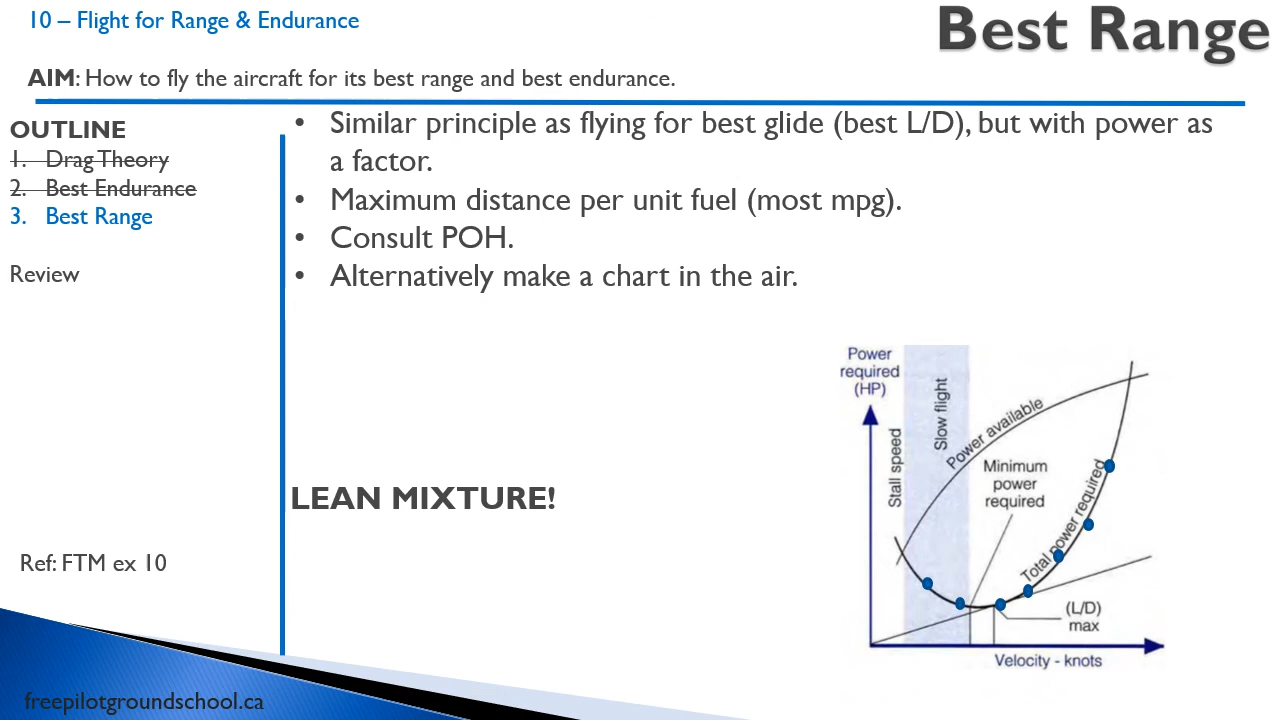 10 – Flight for Range & Endurance
Best Range
AIM: How to fly the aircraft for its best range and best endurance.
OUTLINE
1. Drag Theory
2. Best Endurance
3. Best Range
Review
Ref: FTM ex 10
• Similar principle as flying for best glide (best L/D), but with power as
a factor.
• Maximum distance per unit fuel (most mpg).
• Consult POH.
• Alternatively make a chart in the air.
LEAN MIXTURE!
Power
required
(HP)
Stall speed
Slow flight
Power available
Minimum
power
required
Total power required
(L/D)
max
Velocity - knots
freepilotgroundschool.ca